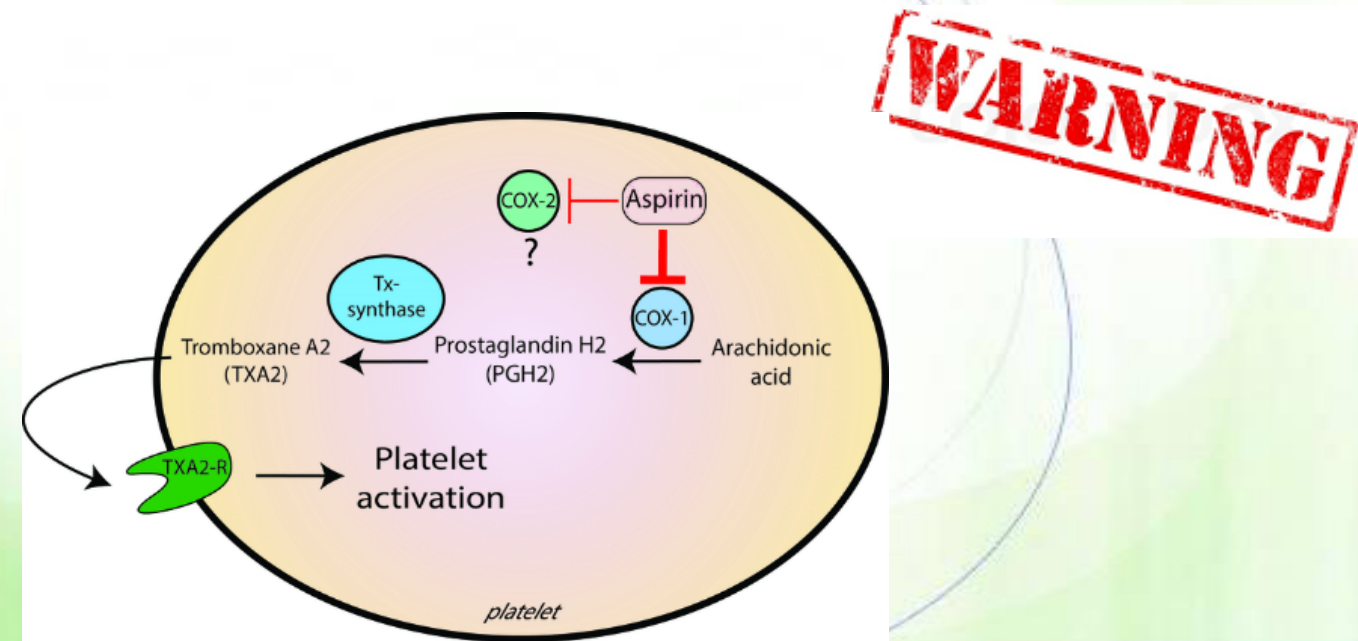 WARNING
COX-2
Aspirin
?
Tx-
synthase
COX-1
Tromboxane A2
(TXA2)
Prostaglandin H2
(PGH2)
Arachidonic
acid
TXA2-R
Platelet
activation
platelet